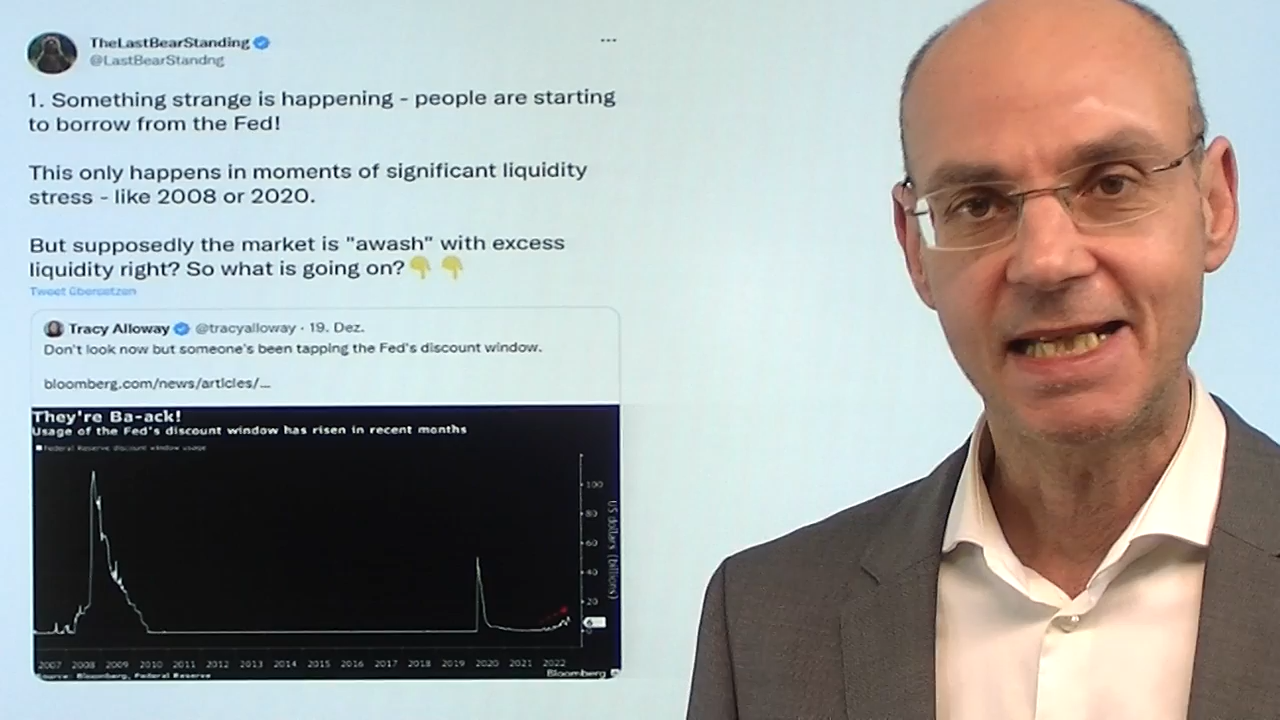 TheLastBearStanding
@LastBearStandng
1. Something strange is happening - people are starting
to borrow from the Fed!
This only happens in moments of significant liquidity
stress - like 2008 or 2020.
But supposedly the market is "awash" with excess
liquidity right? So what is going on?👇👇
Tweet übersetzen
Tracy Alloway @tracyalloway · 19. Dez.
Don't look now but someone's been tapping the Fed's discount window.
bloomberg.com/news/articles/...
They're Ba-ack!
Usage of the Fed's discount window has risen in recent months
Federal Reserve discount window usage
100
80
60
40
20
0
US dollars (billions)
2007 2008 2009 2010 2011 2012 2013 2014 2015 2016 2017 2018 2019 2020 2021 2022
Source: Bloomberg, Federal Reserve
Bloomberg